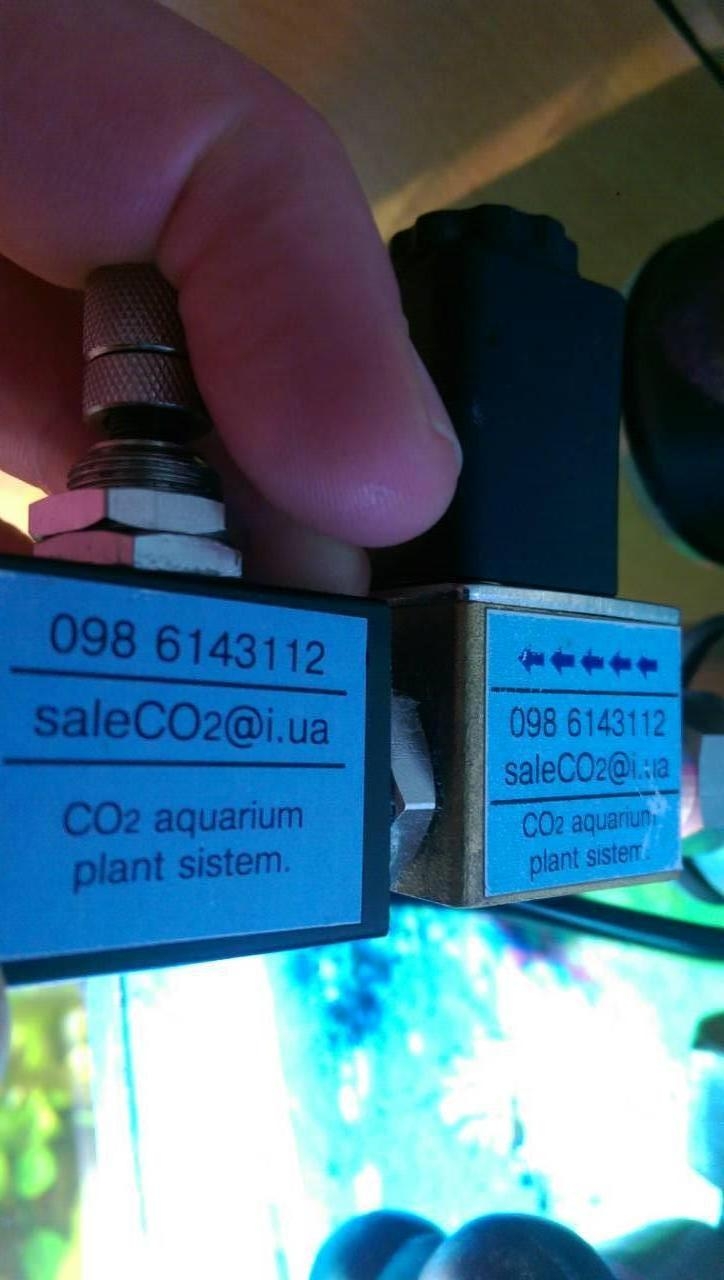 098 6143112
saleCO2@i.ua
CO2 aquarium
plant sistem.
098 6143112
saleCO2@i.ua
CO2 aquarium
plant sistem.